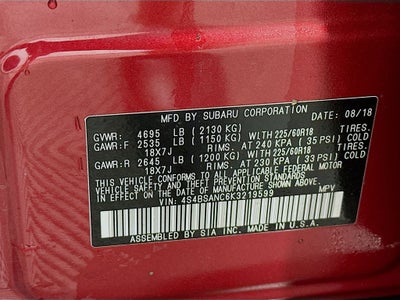 MFD BY SUBARU CORPORATION DATE: 08/18
GVWR: 4695 LB (2130 KG)
GAWR:F 2535 LB (1150 KG) WITH 225/60R18 TIRES.
18X7J RIMS. AT 240 KPA (35 PSI) COLD
GAWR:R 2645 LB (1200 KG) WITH 225/60R18 TIRES.
18X7J RIMS. AT 230 KPA (33 PSI) COLD
THIS VEHICLE CONFORMS TO ALL APPLICABLE FEDERAL MOTOR
VEHICLE SAFETY STANDARDS
IN EFFECT ON THE DATE OF MANUFACTURE SHOWN ABOVE.
VIN: 4S4BSANC6K3219599 MPV
ASSEMBLED BY SIA INC. MADE IN U.S.A.